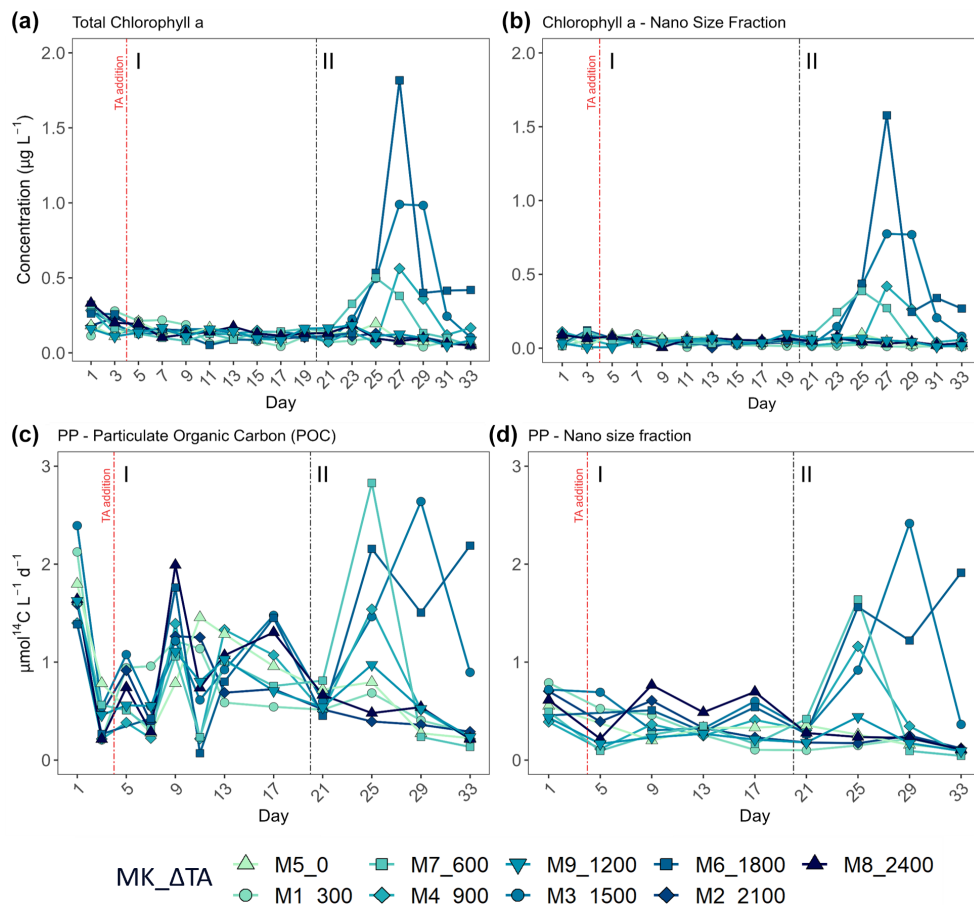 (a) Total Chlorophyll a
2.0
1.5
1.0
0.5
0.0
Concentration (µg L⁻¹)
TA addition
I
II
1 3 5 7 9 11 13 15 17 19 21 23 25 27 29 31 33
Day
(b) Chlorophyll a - Nano Size Fraction
2.0
1.5
1.0
0.5
0.0
TA addition
I
II
1 3 5 7 9 11 13 15 17 19 21 23 25 27 29 31 33
Day
(c) PP - Particulate Organic Carbon (POC)
3
2
1
0
µmol¹⁴C L⁻¹ d⁻¹
TA addition
I
II
1 5 9 13 17 21 25 29 33
Day
(d) PP - Nano size fraction
3
2
1
0
TA addition
I
II
1 5 9 13 17 21 25 29 33
Day
MK_ΔTA
M5_0 M7_600 M9_1200 M6_1800 M8_2400
M1_300 M4_900 M3_1500 M2_2100